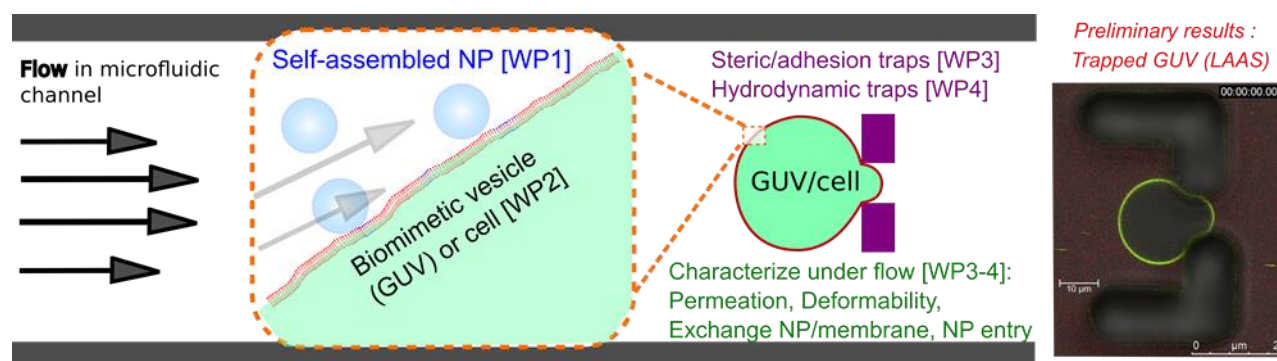 Flow in microfluidic
channel
Self-assembled NP [WP1]
Biomimetic vesicle
(GUV) or cell [WP2]
Steric/adhesion traps [WP3]
Hydrodynamic traps [WP4]
GUV/cell
Characterize under flow [WP3-4]:
Permeation, Deformability,
Exchange NP/membrane, NP entry
Preliminary results :
Trapped GUV (LAAS)
00:00:00.00
10 µm
0 µm 2